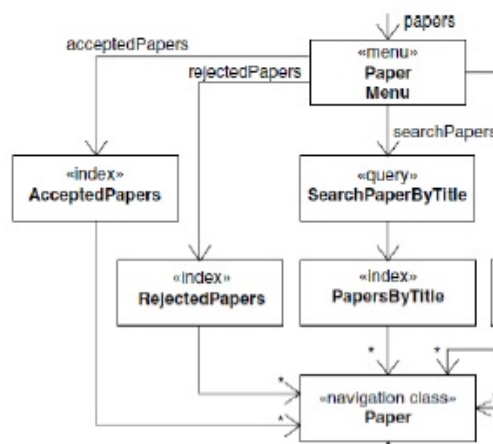 papers
acceptedPapers
rejectedPapers
«menu»
Paper
Menu
searchPapers
«index»
AcceptedPapers
«query»
SearchPaperByTitle
«index»
RejectedPapers
«index»
PapersByTitle
*
*
*
*
«navigation class»
Paper